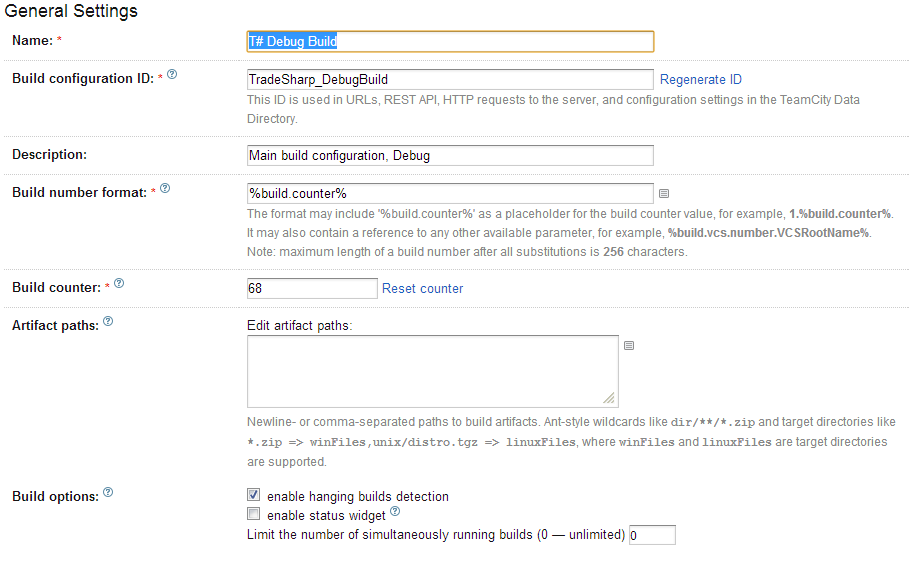 General Settings
Name: * T# Debug Build
Build configuration ID: * TradeSharp_DebugBuild Regenerate ID
This ID is used in URLs, REST API, HTTP requests to the server, and configuration settings in the TeamCity Data
Directory.
Description: Main build configuration, Debug
Build number format: * %build.counter%
The format may include '%build.counter%' as a placeholder for the build counter value, for example, 1.%build.counter%.
It may also contain a reference to any other available parameter, for example, %build.vcs.number.VCSRootName%.
Note: maximum length of a build number after all substitutions is 256 characters.
Build counter: * 68 Reset counter
Artifact paths: Edit artifact paths:
Newline- or comma-separated paths to build artifacts. Ant-style wildcards like dir/**/*.zip and target directories like
*.zip => winFiles,unix/distro.tgz => linuxFiles, where winFiles and linuxFiles are target directories
are supported.
Build options: enable hanging builds detection
enable status widget
Limit the number of simultaneously running builds (0 — unlimited) 0